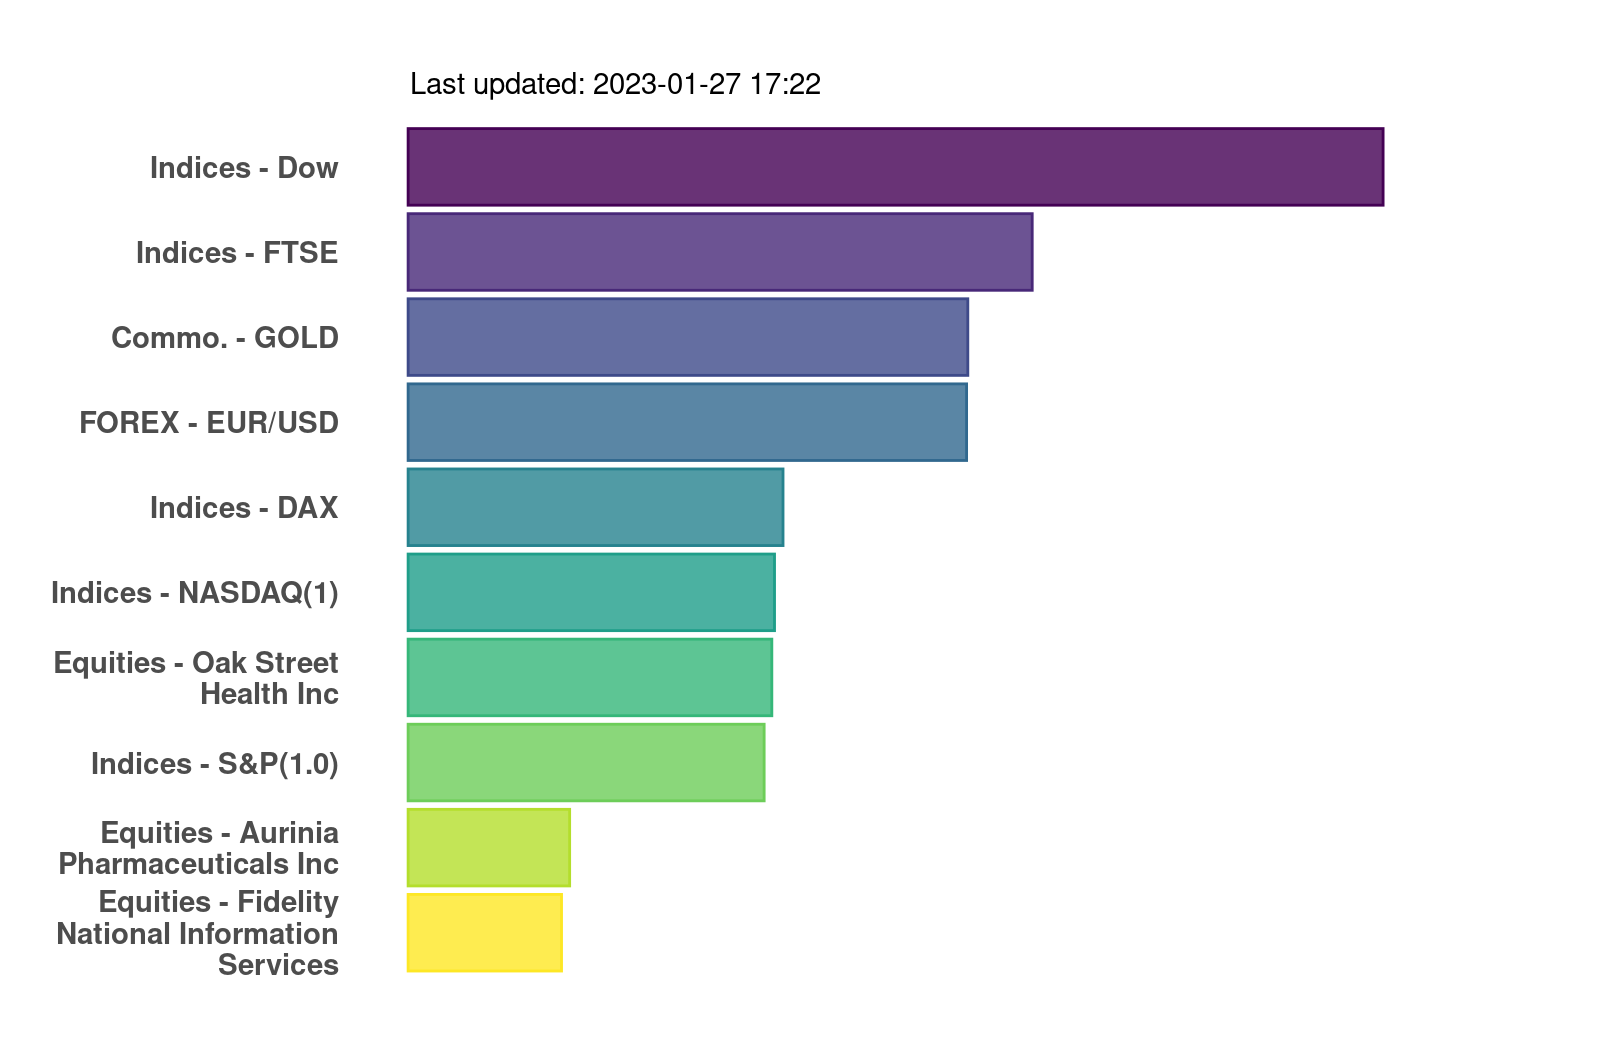 Last updated: 2023-01-27 17:22
Indices - Dow
Indices - FTSE
Commo. - GOLD
FOREX - EUR/USD
Indices - DAX
Indices - NASDAQ(1)
Equities - Oak Street
Health Inc
Indices - S&P(1.0)
Equities - Aurinia
Pharmaceuticals Inc
Equities - Fidelity
National Information
Services